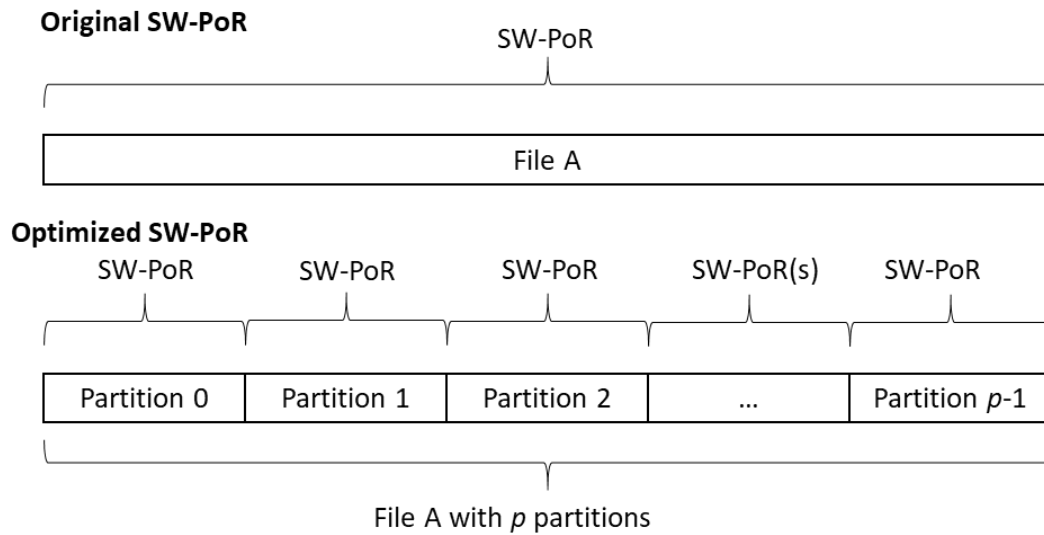 Original SW-PoR
SW-PoR
File A
Optimized SW-PoR
SW-PoR SW-PoR SW-PoR SW-PoR(s) SW-PoR
Partition 0 Partition 1 Partition 2 ... Partition p-1
File A with p partitions